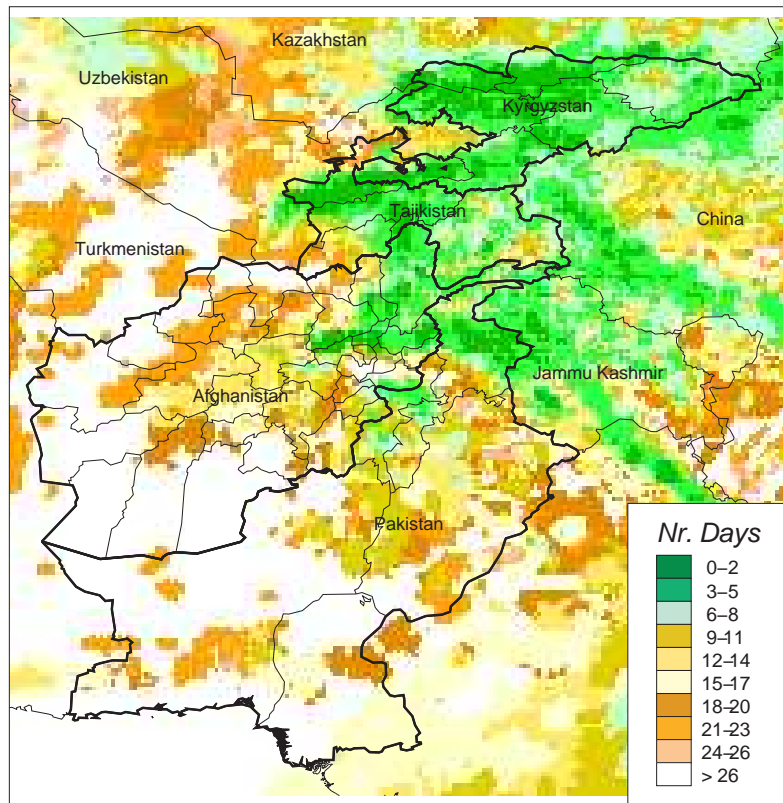 Kazakhstan
Uzbekistan
Kyrgyzstan
Tajikistan
China
Turkmenistan
Jammu Kashmir
Afghanistan
Pakistan
Nr. Days
0–2
3–5
6–8
9–11
12–14
15–17
18–20
21–23
24–26
> 26